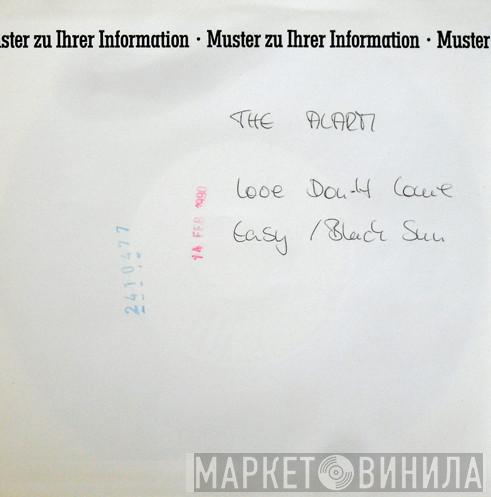 ster zu Ihrer Information · Muster zu Ihrer Information · Muster
THE ALARM
Love Don't Come
Easy / Black Sun
14 FEB 1990
2410477
МАРКЕТ ВИНИЛА